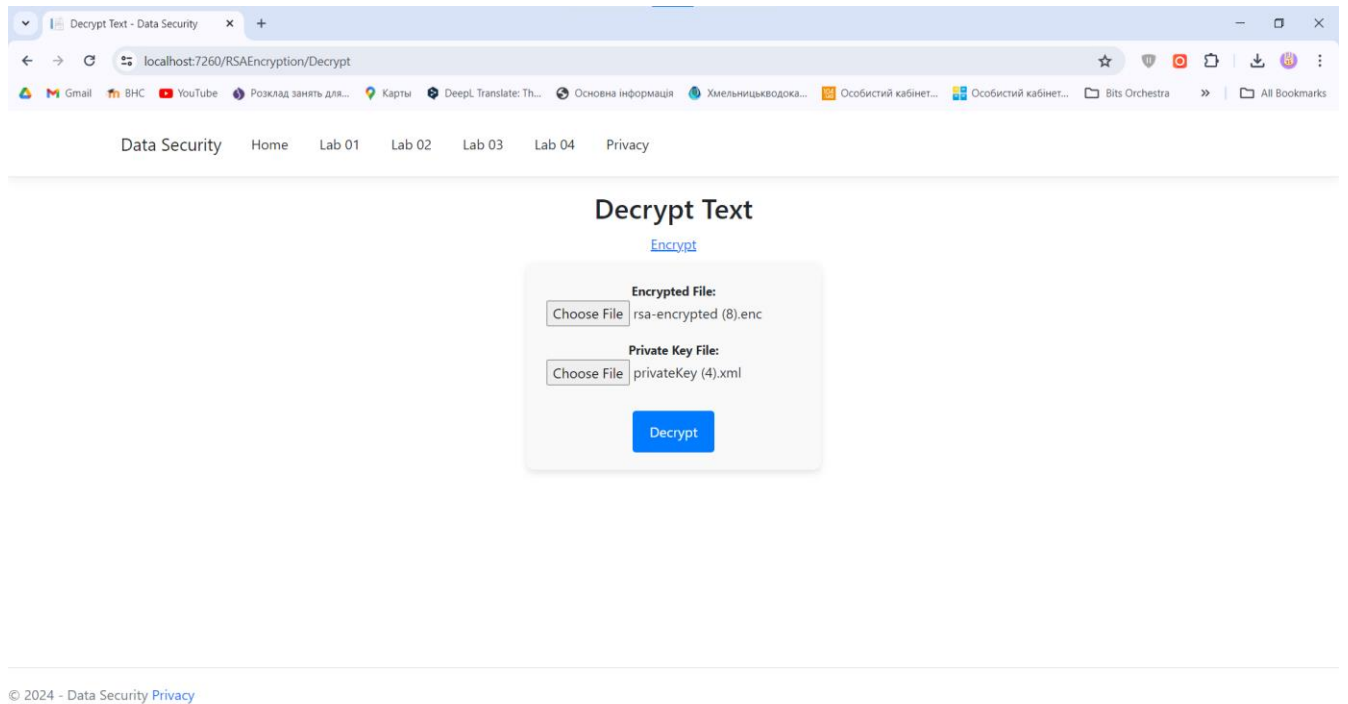 Decrypt Text - Data Security
localhost:7260/RSAEncryption/Decrypt
Gmail ВНС YouTube Розклад занять для... Карты DeepL Translate: Th... Основна інформація Хмельницькводока... Особистий кабінет... Особистий кабінет... Bits Orchestra » All Bookmarks
Data Security Home Lab 01 Lab 02 Lab 03 Lab 04 Privacy
Decrypt Text
Encrypt
Encrypted File:
Choose File rsa-encrypted (8).enc
Private Key File:
Choose File privateKey (4).xml
Decrypt
© 2024 - Data Security Privacy